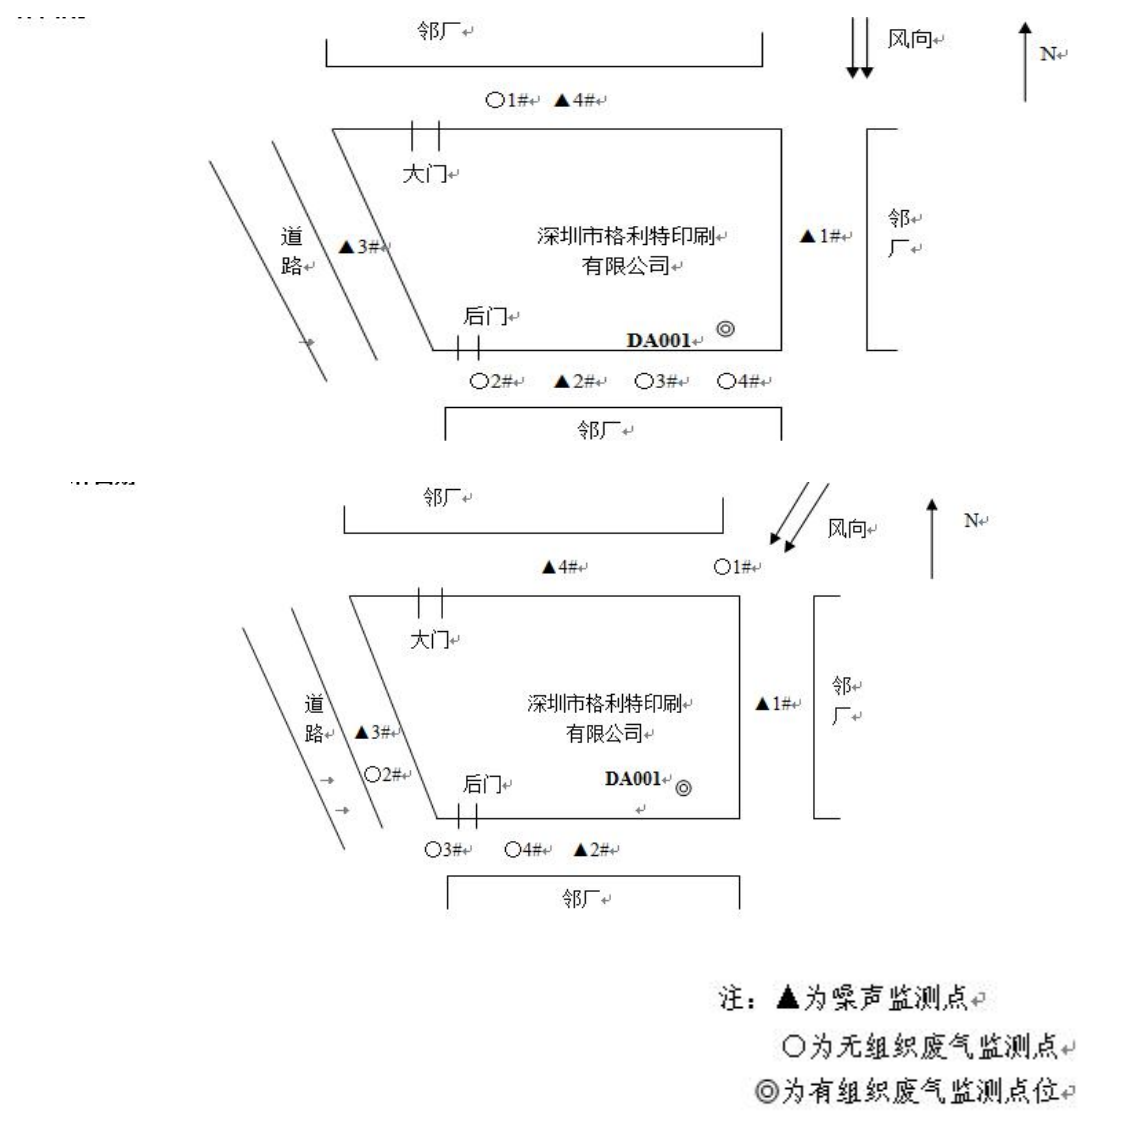 邻厂
风向
N
○1# ▲4#
大门
道路
▲3#
深圳市格利特印刷
有限公司
▲1#
邻厂
后门
DA001 ◎
○2# ▲2# ○3# ○4#
邻厂
邻厂
风向
N
▲4# ○1#
大门
道路
▲3#
○2#
深圳市格利特印刷
有限公司
▲1#
邻厂
后门
DA001 ◎
○3# ○4# ▲2#
邻厂
注：▲为噪声监测点
○为无组织废气监测点
◎为有组织废气监测点位